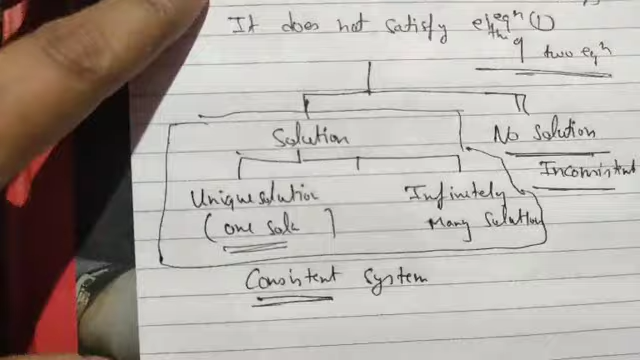 It does not satisfy eqⁿ (1)
two eqⁿ
Solution
No Solution
Inconsistent
Unique solution
Infinitely
(one solⁿ)
Many Solution
Consistent System